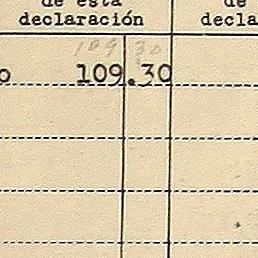 de esta de
declaración decla
109 30
o 109.30